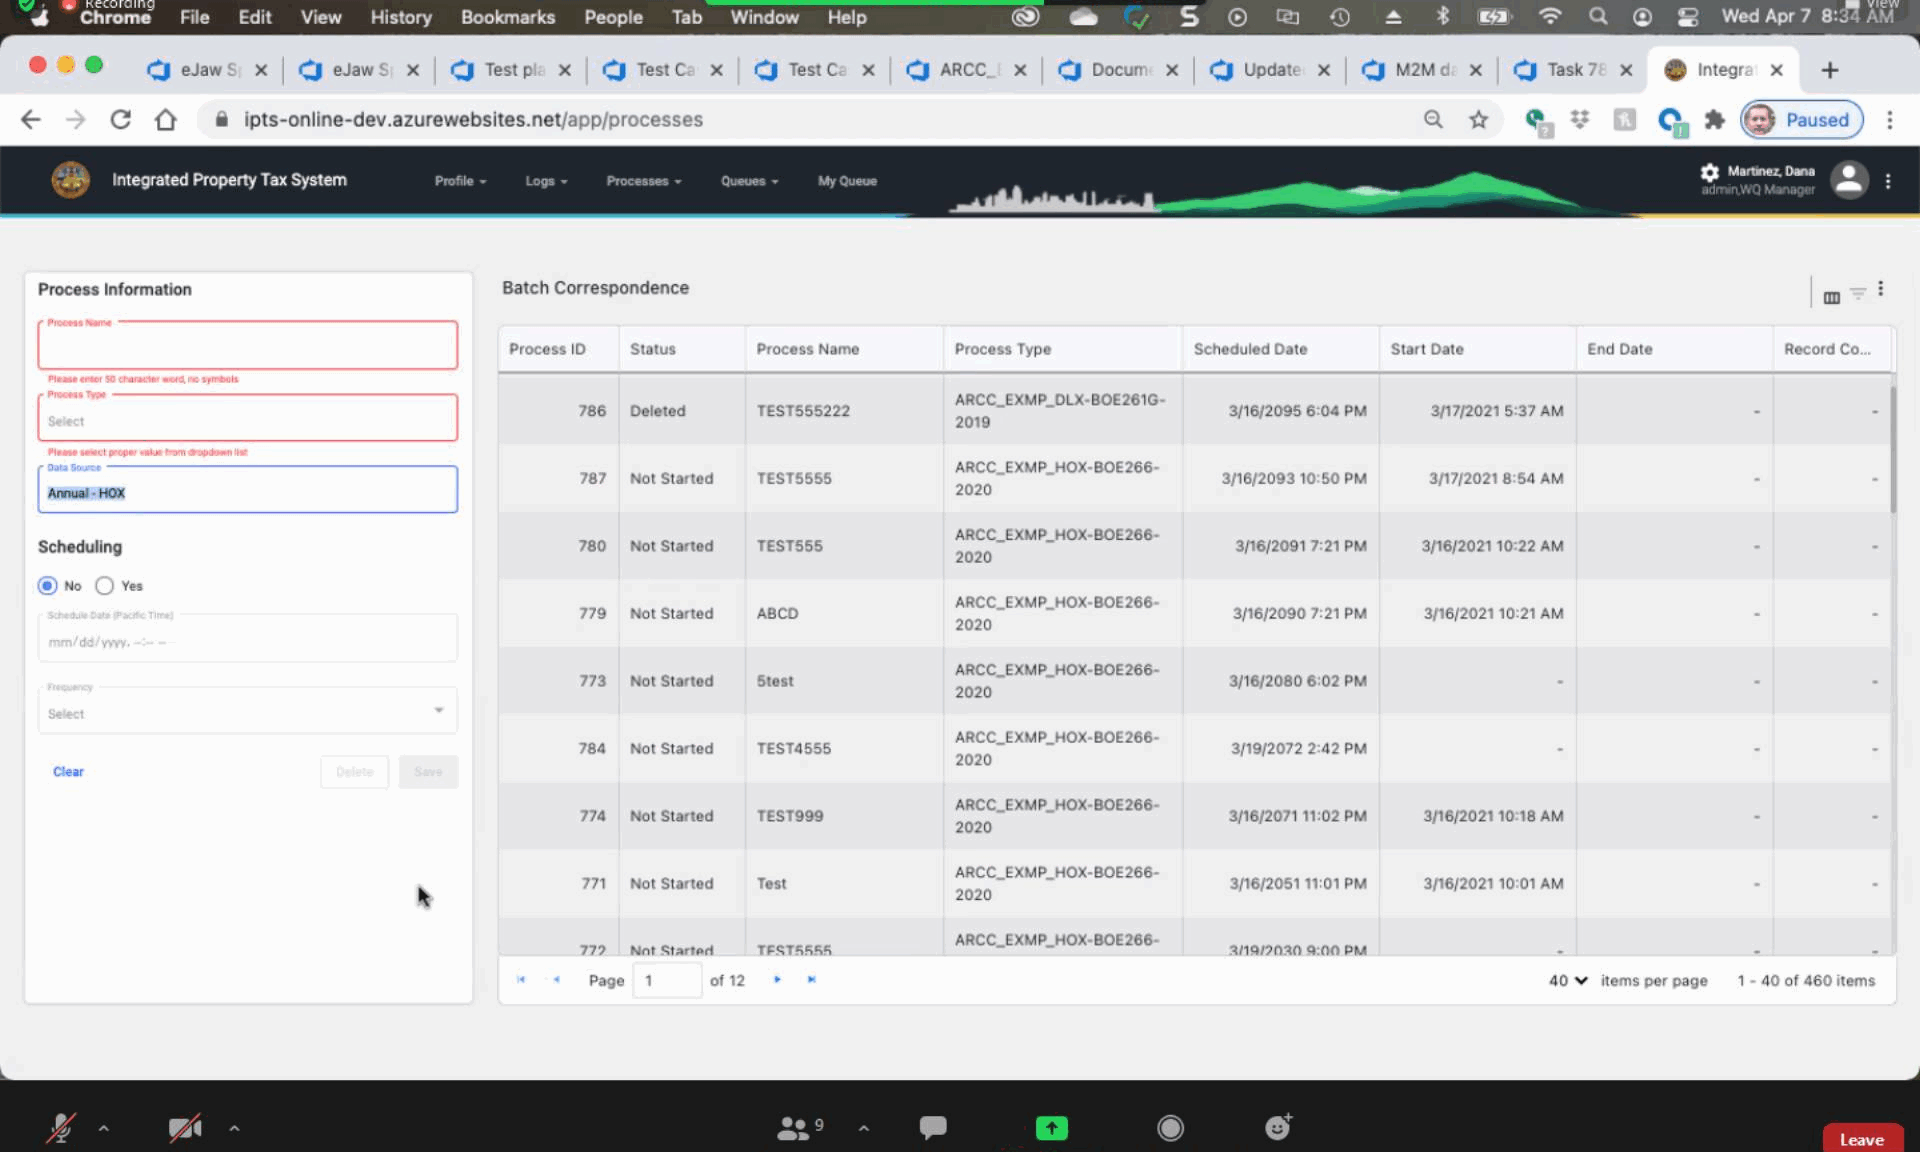 Recording
Chrome File Edit View History Bookmarks People Tab Window Help
Wed Apr 7 8:34 AM
View
eJaw S
eJaw S
Test pla
Test Ca
Test Ca
ARCC_
Docume
Update
M2M da
Task 78
Integra
ipts-online-dev.azurewebsites.net/app/processes
Paused
Integrated Property Tax System
Profile Logs Processes Queues My Queue
Martinez, Dana
admin,WQ Manager
Process Information
Process Name
Please enter 50 character word, no symbols
Process Type
Select
Please select proper value from dropdown list
Data Source
Annual - HOX
Scheduling
No Yes
Schedule Date (Pacific Time)
mm/dd/yyyy, --:-- --
Frequency
Select
Clear Delete Save
Batch Correspondence
Process ID Status Process Name Process Type Scheduled Date Start Date End Date Record Co...
786 Deleted TEST555222 ARCC_EXMP_DLX-BOE261G-2019 3/16/2095 6:04 PM 3/17/2021 5:37 AM - -
787 Not Started TEST5555 ARCC_EXMP_HOX-BOE266-2020 3/16/2093 10:50 PM 3/17/2021 8:54 AM - -
780 Not Started TEST555 ARCC_EXMP_HOX-BOE266-2020 3/16/2091 7:21 PM 3/16/2021 10:22 AM - -
779 Not Started ABCD ARCC_EXMP_HOX-BOE266-2020 3/16/2090 7:21 PM 3/16/2021 10:21 AM - -
773 Not Started 5test ARCC_EXMP_HOX-BOE266-2020 3/16/2080 6:02 PM - - -
784 Not Started TEST4555 ARCC_EXMP_HOX-BOE266-2020 3/19/2072 2:42 PM - - -
774 Not Started TEST999 ARCC_EXMP_HOX-BOE266-2020 3/16/2071 11:02 PM 3/16/2021 10:18 AM - -
771 Not Started Test ARCC_EXMP_HOX-BOE266-2020 3/16/2051 11:01 PM 3/16/2021 10:01 AM - -
772 Not Started TEST5555 ARCC_EXMP_HOX-BOE266- 3/19/2030 9:00 PM - - -
Page 1 of 12
40 items per page 1 - 40 of 460 items
9
Leave